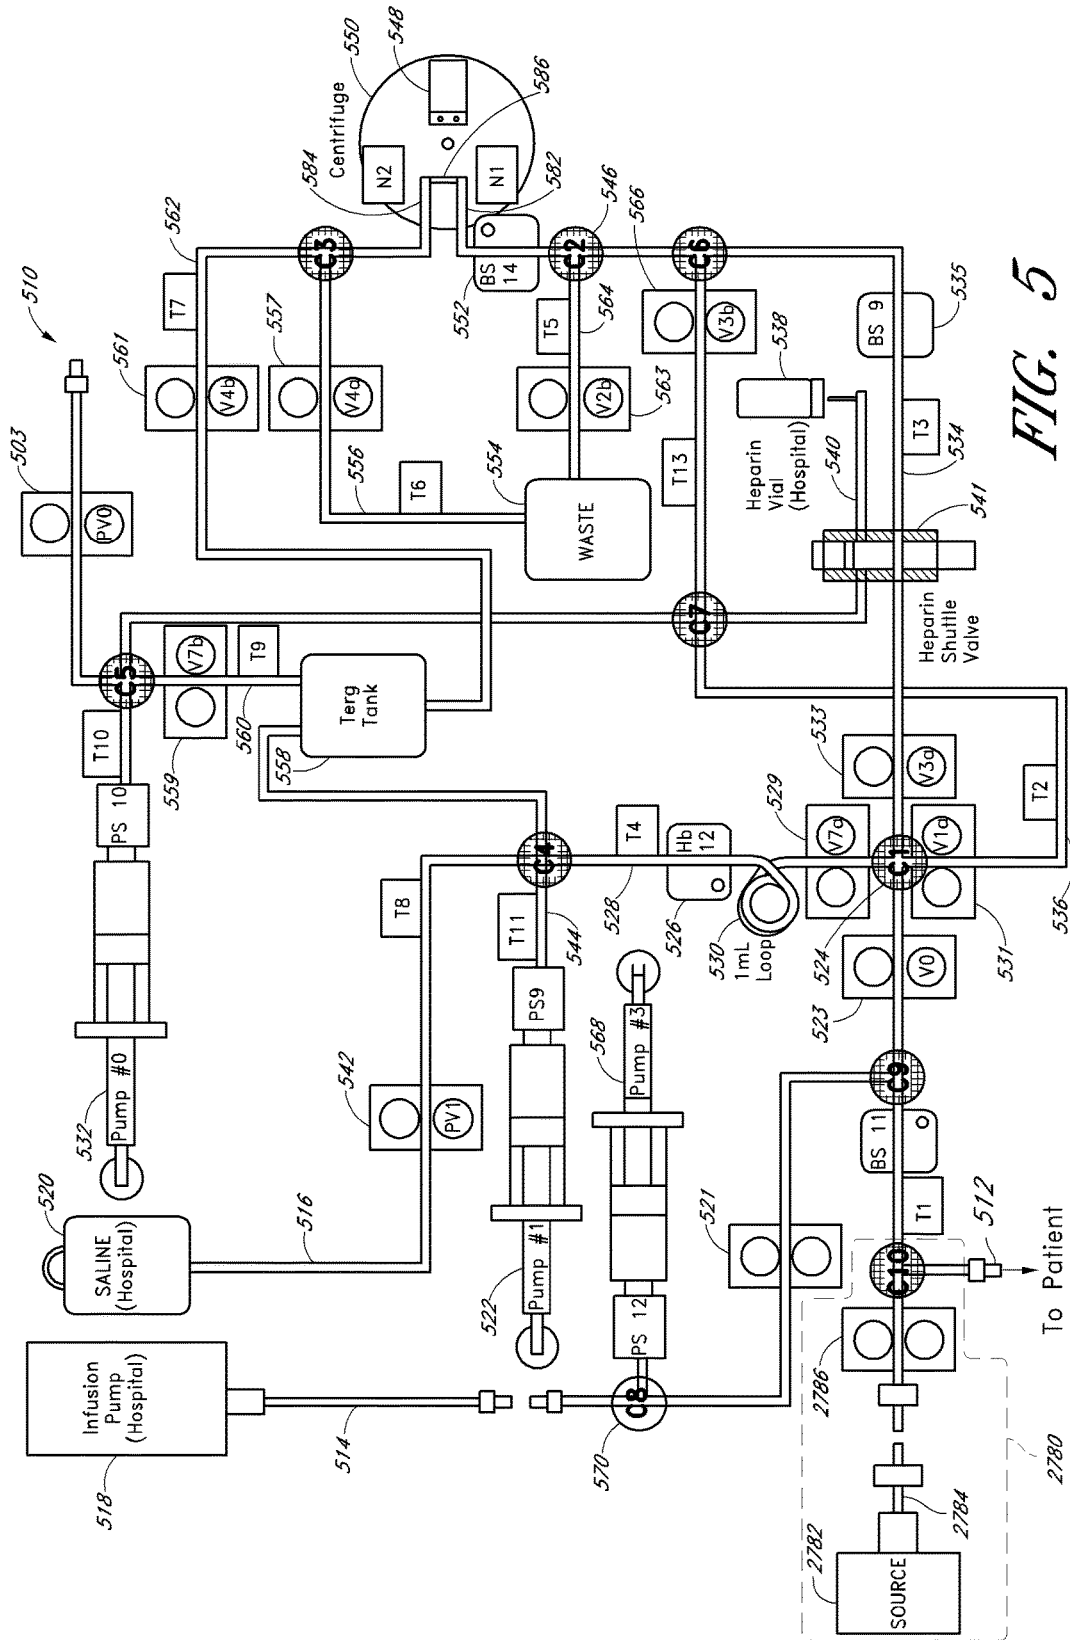 510
503
PV0
561
562
T7
V4b
557
V4a
584
Centrifuge
550
548
586
N2
N1
582
C3
556
T6
552
BS
14
546
C2
T5
564
V2b
563
554
WASTE
566
C6
V3b
T13
538
Heparin
Vial
(Hospital)
540
BS 9
535
T3
534
541
Heparin
Shuttle
Valve
C7
C5
V7b
T9
559
560
T10
PS 10
Terg
Tank
558
532
Pump #0
520
SALINE
(Hospital)
516
542
PV1
T8
C4
T11
544
PS9
522
Pump #1
T4
528
Hb
12
526
530
1mL
Loop
529
V7a
533
V3a
C1
524
V1a
531
T2
536
V0
523
568
Pump #3
PS 12
C8
570
518
Infusion
Pump
(Hospital)
514
521
C9
BS 11
T1
C10
512
To Patient
2786
2784
2782
SOURCE
2780
FIG. 5